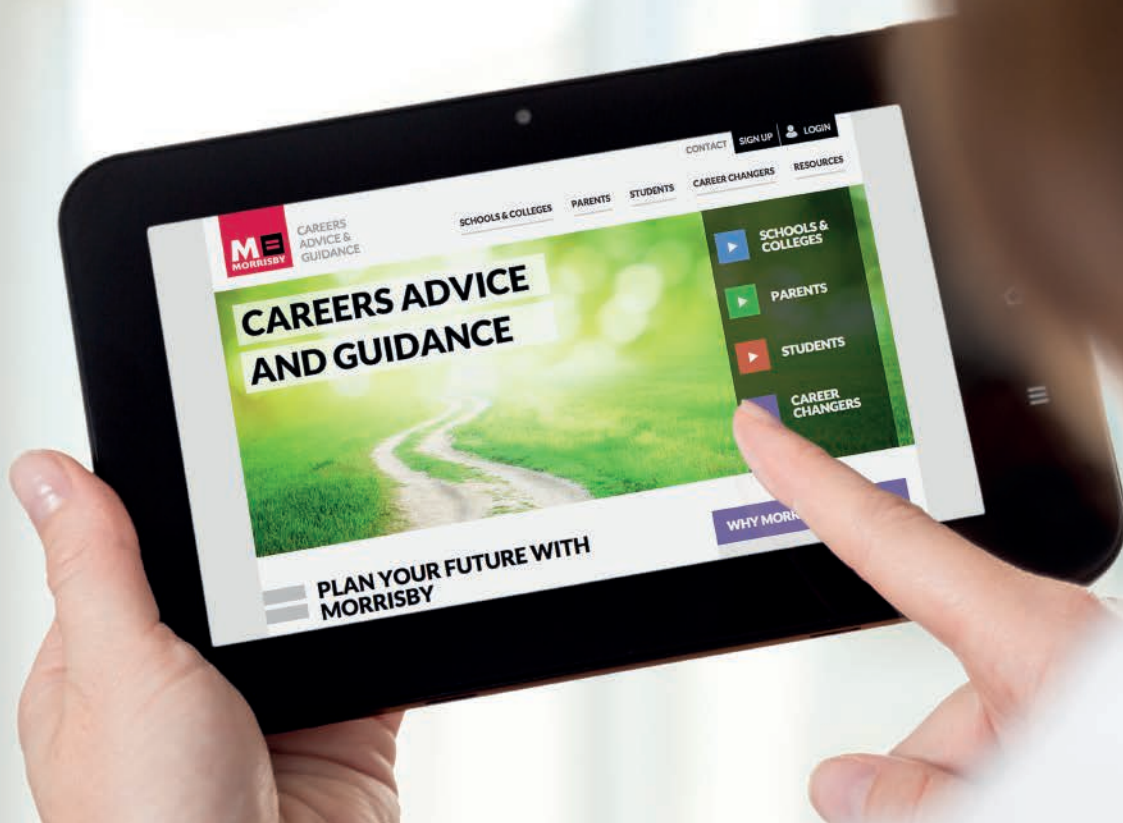 CONTACT
SIGN UP
LOGIN
M
MORRISBY
CAREERS
ADVICE &
GUIDANCE
SCHOOLS & COLLEGES
PARENTS
STUDENTS
CAREER CHANGERS
RESOURCES
CAREERS ADVICE
AND GUIDANCE
SCHOOLS &
COLLEGES
PARENTS
STUDENTS
CAREER
CHANGERS
PLAN YOUR FUTURE WITH
MORRISBY
WHY